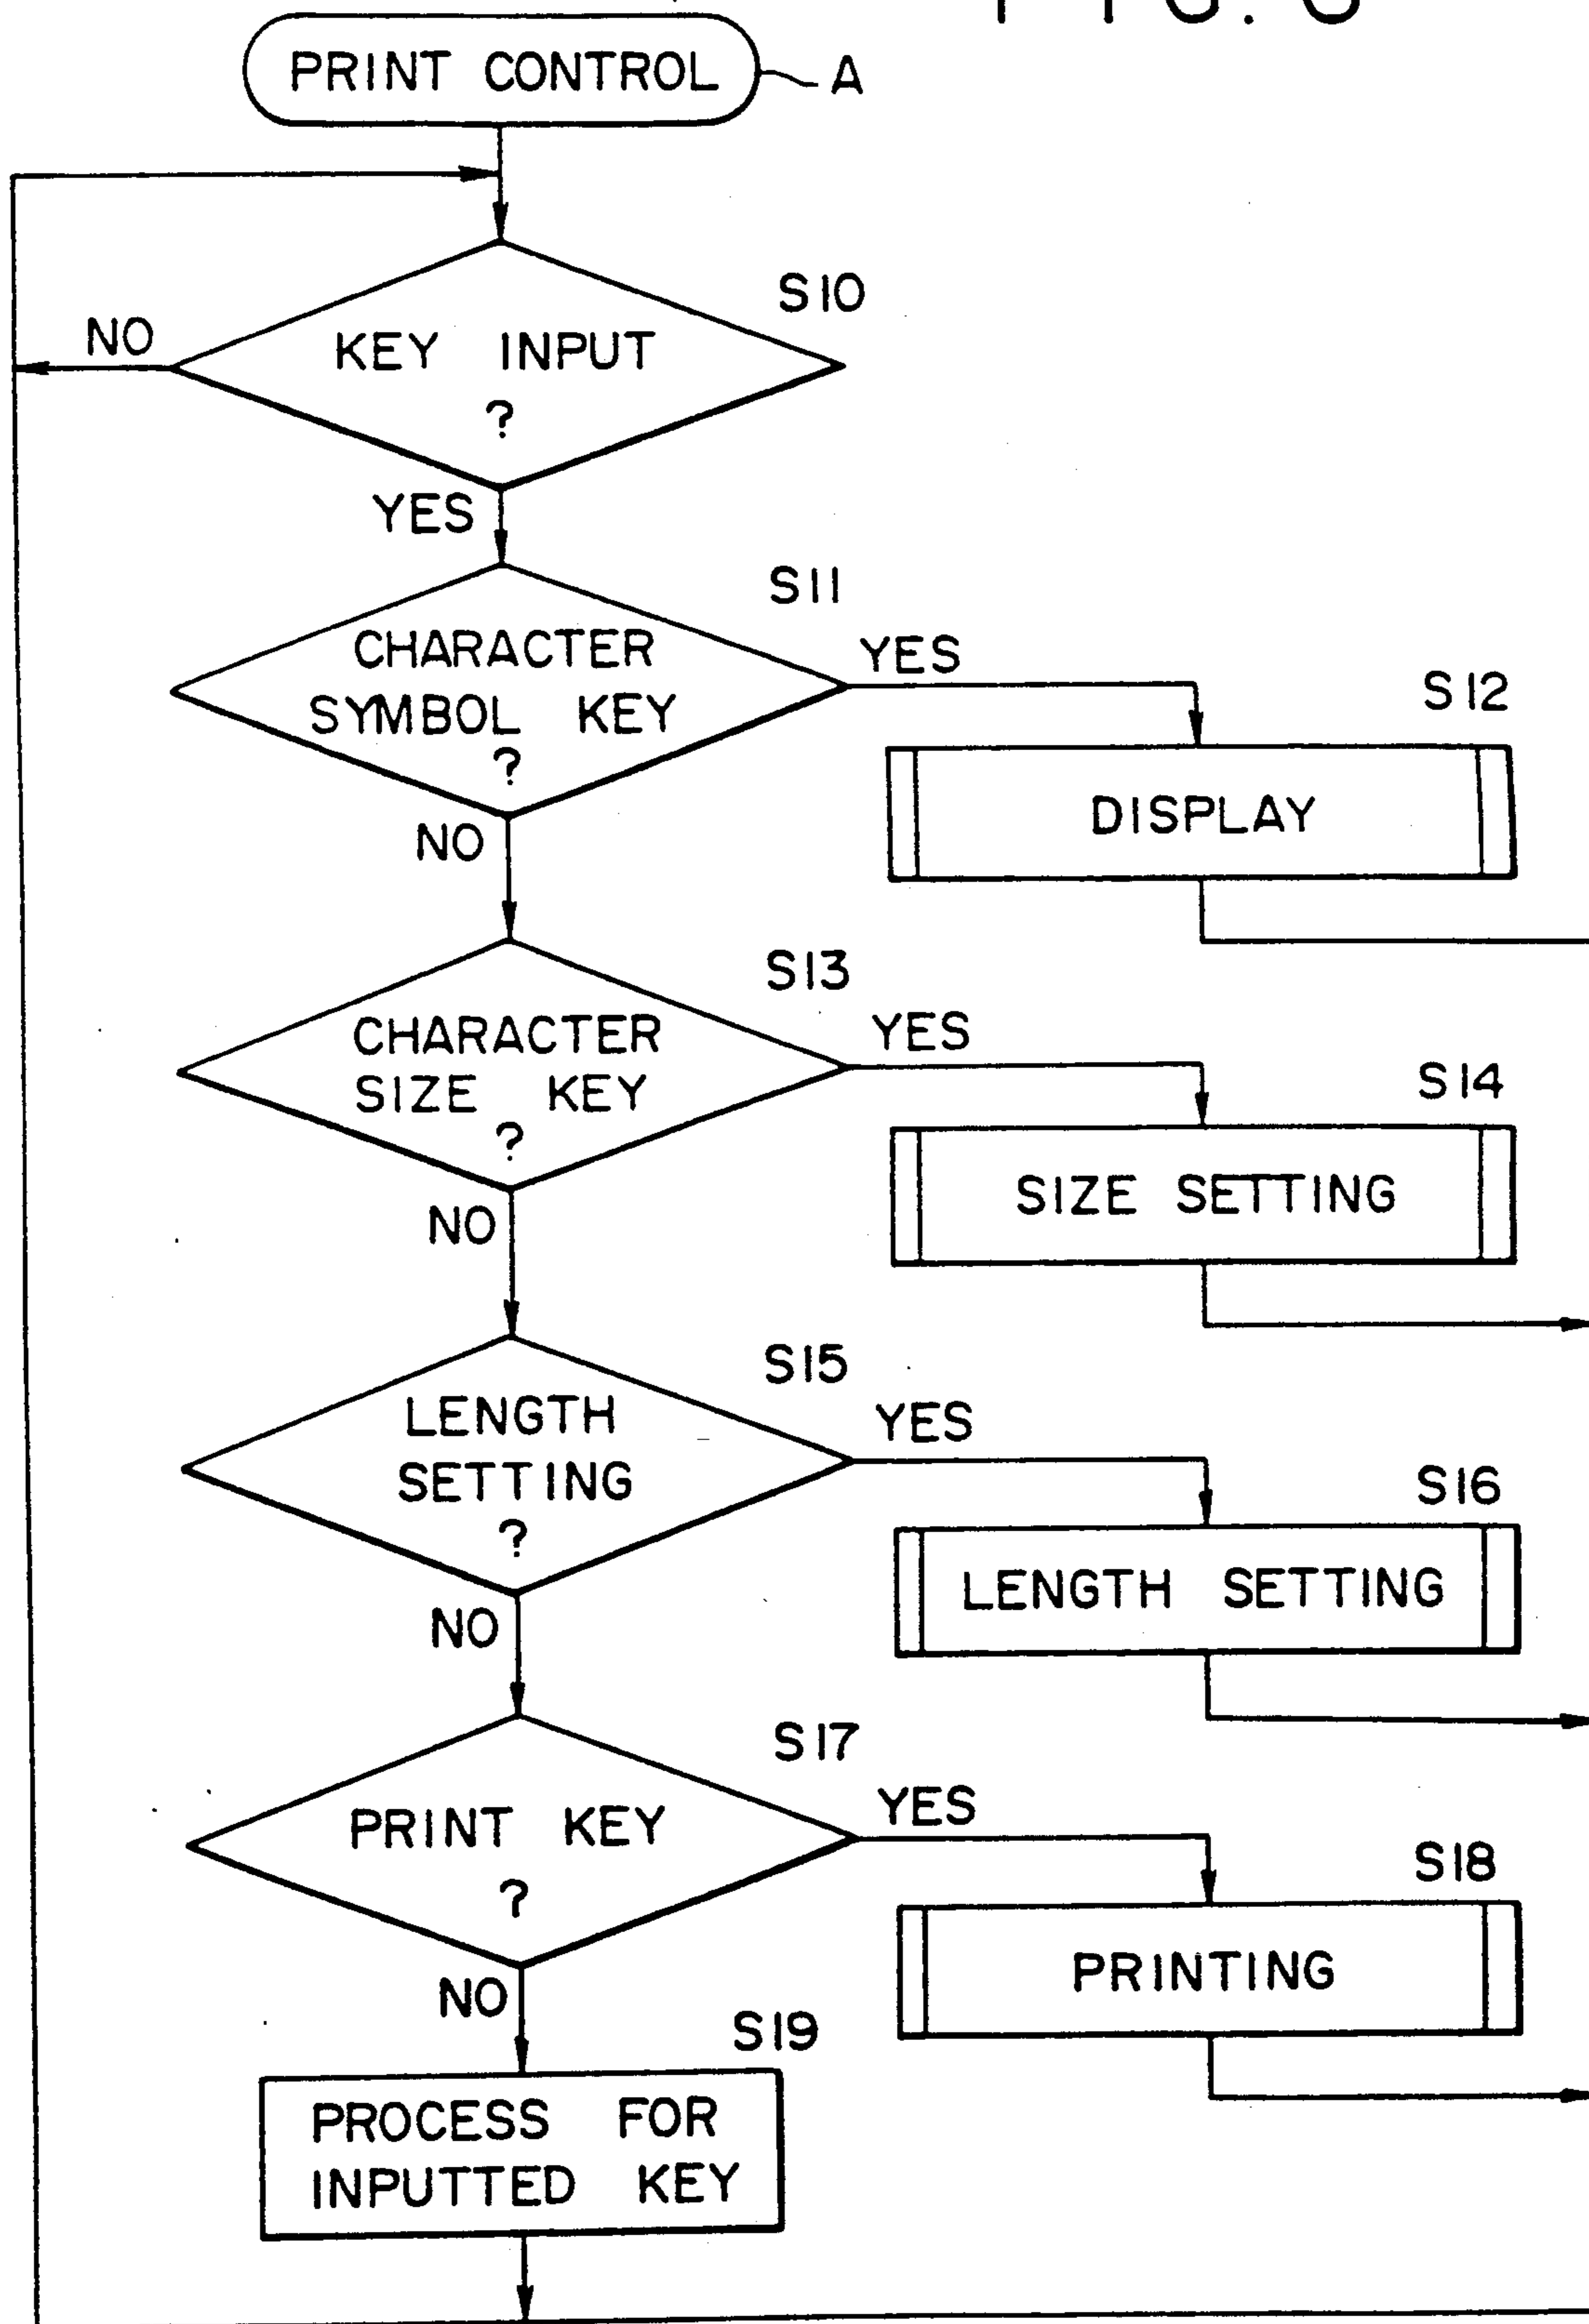 PRINT CONTROL
A
S10
KEY INPUT
?
NO
YES
S11
CHARACTER
SYMBOL KEY
?
YES
NO
S12
DISPLAY
S13
CHARACTER
SIZE KEY
?
YES
NO
S14
SIZE SETTING
S15
LENGTH
SETTING
?
YES
NO
S16
LENGTH SETTING
S17
PRINT KEY
?
YES
NO
S18
PRINTING
S19
PROCESS FOR
INPUTTED KEY